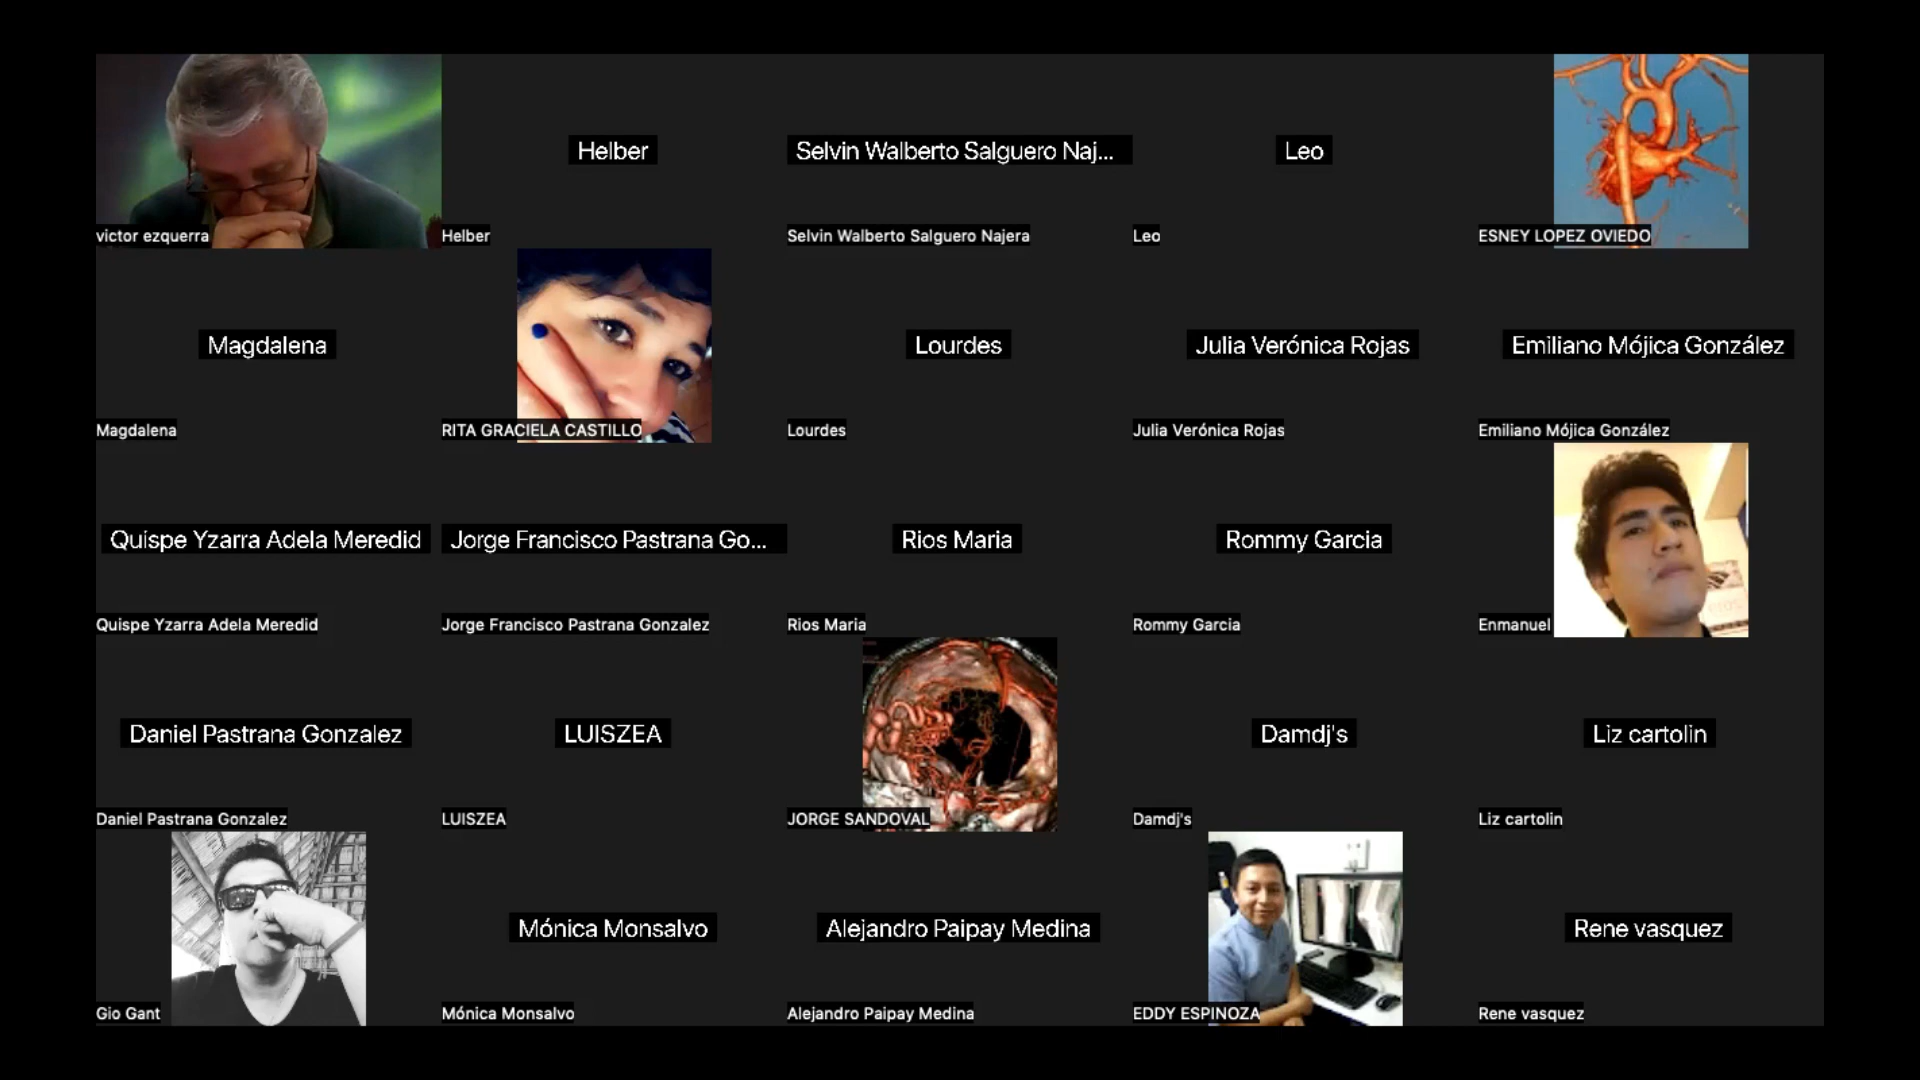 Helber
Selvin Walberto Salguero Naj...
Leo
victor ezquerra
Helber
Selvin Walberto Salguero Najera
Leo
ESNEY LOPEZ OVIEDO
Magdalena
Lourdes
Julia Verónica Rojas
Emiliano Mójica González
Magdalena
RITA GRACIELA CASTILLO
Lourdes
Julia Verónica Rojas
Emiliano Mójica González
Quispe Yzarra Adela Meredid
Jorge Francisco Pastrana Go...
Rios Maria
Rommy Garcia
Quispe Yzarra Adela Meredid
Jorge Francisco Pastrana Gonzalez
Rios Maria
Rommy Garcia
Enmanuel
Daniel Pastrana Gonzalez
LUISZEA
Damdj's
Liz cartolin
Daniel Pastrana Gonzalez
LUISZEA
JORGE SANDOVAL
Damdj's
Liz cartolin
Mónica Monsalvo
Alejandro Paipay Medina
Rene vasquez
Gio Gant
Mónica Monsalvo
Alejandro Paipay Medina
EDDY ESPINOZA
Rene vasquez